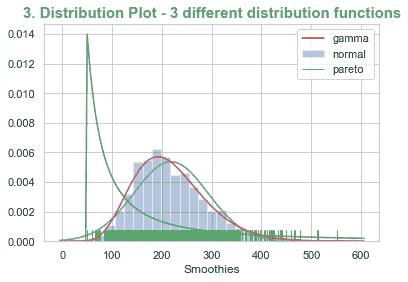 3. Distribution Plot - 3 different distribution functions
0.014
0.012
0.010
0.008
0.006
0.004
0.002
0.000
gamma
normal
pareto
0 100 200 300 400 500 600
Smoothies